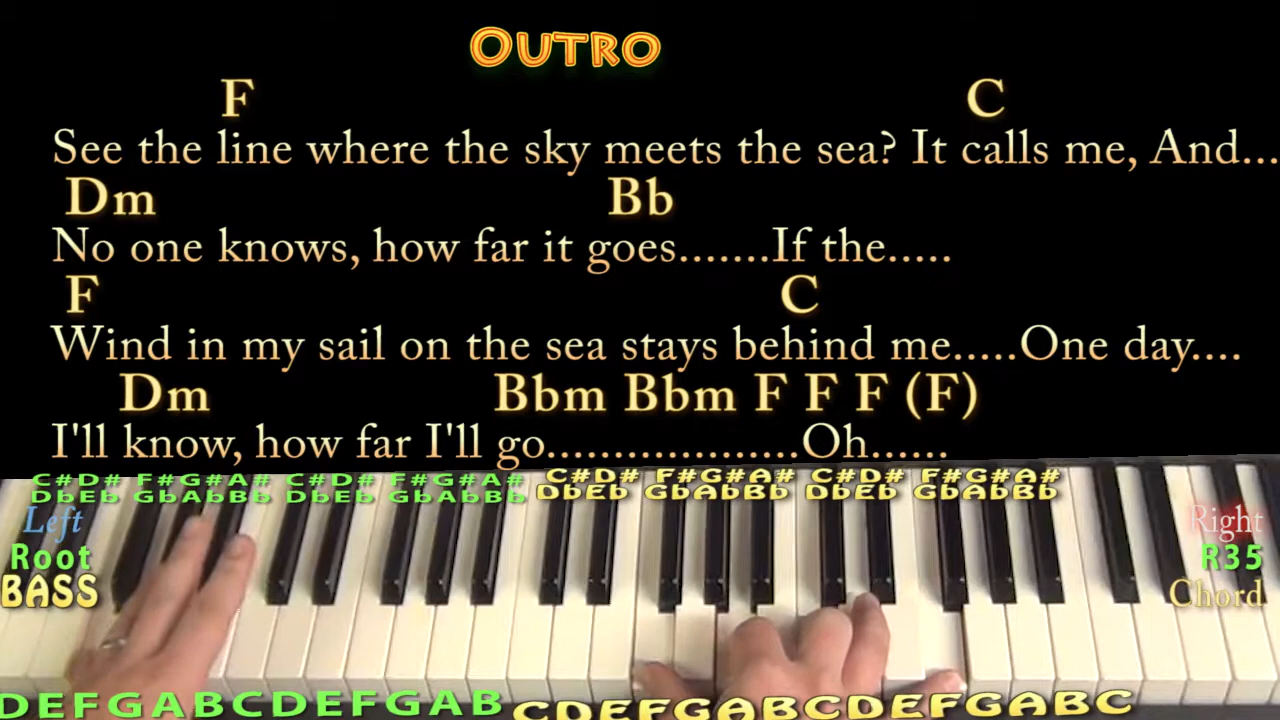 OUTRO
F C
See the line where the sky meets the sea? It calls me, And...
Dm Bb
No one knows, how far it goes.......If the.....
F C
Wind in my sail on the sea stays behind me.....One day....
Dm Bbm Bbm F F F (F)
I'll know, how far I'll go...................Oh......
C#D# F#G#A# C#D# F#G#A# C#D# F#G#A# C#D# F#G#A#
DbEb GbAbBb DbEb GbAbBb DbEb GbAbBb DbEb GbAbBb
Left Right
Root R35
BASS Chord
DEFGABCDEFGAB CDEFGABCDEFGABC